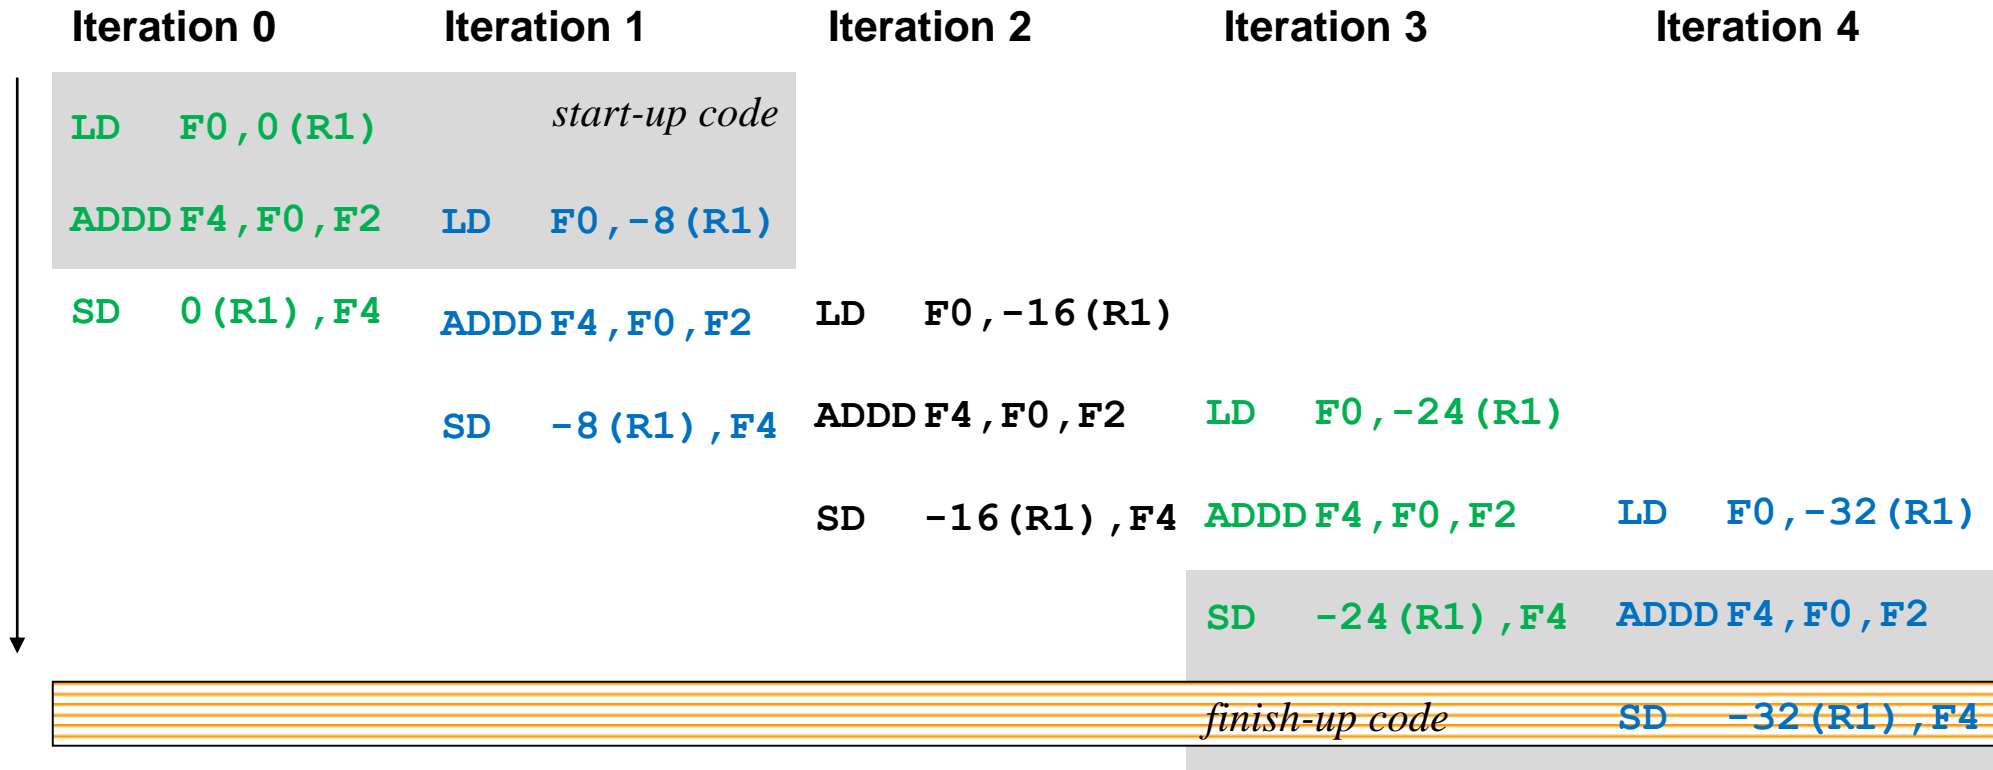 Iteration 0 Iteration 1 Iteration 2 Iteration 3 Iteration 4
start-up code
LD F0,0(R1)
ADDD F4,F0,F2 LD F0,-8(R1)
SD 0(R1),F4 ADDD F4,F0,F2 LD F0,-16(R1)
SD -8(R1),F4 ADDD F4,F0,F2 LD F0,-24(R1)
SD -16(R1),F4 ADDD F4,F0,F2 LD F0,-32(R1)
SD -24(R1),F4 ADDD F4,F0,F2
finish-up code SD -32(R1),F4